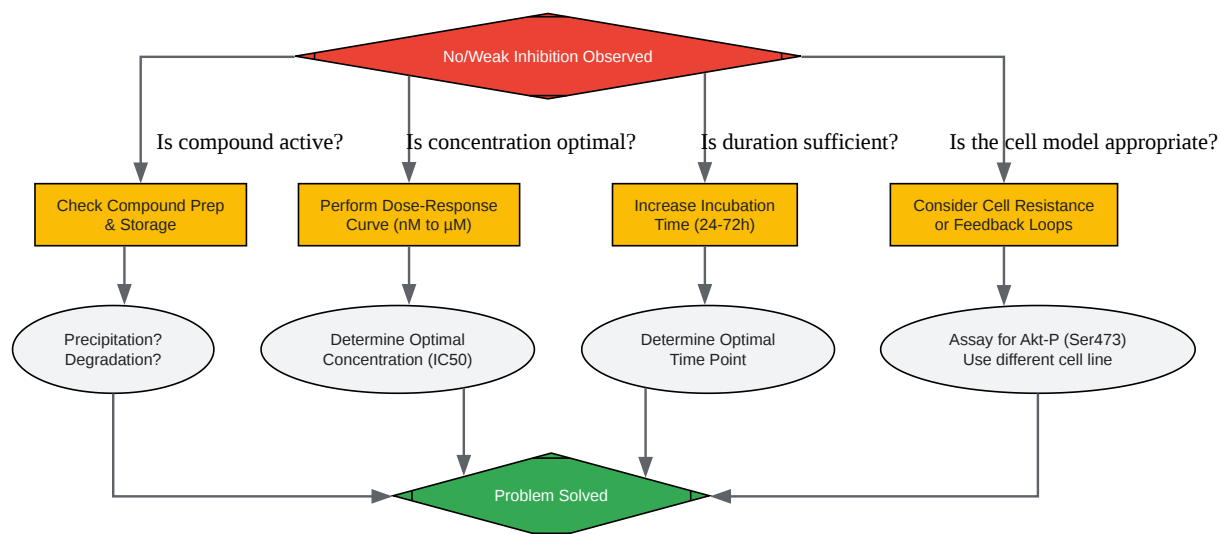 No/Weak Inhibition Observed
Is compound active?
Is concentration optimal?
Is duration sufficient?
Is the cell model appropriate?
Check Compound Prep
& Storage
Perform Dose-Response
Curve (nM to µM)
Increase Incubation
Time (24-72h)
Consider Cell Resistance
or Feedback Loops
Precipitation?
Degradation?
Determine Optimal
Concentration (IC50)
Determine Optimal
Time Point
Assay for Akt-P (Ser473)
Use different cell line
Problem Solved